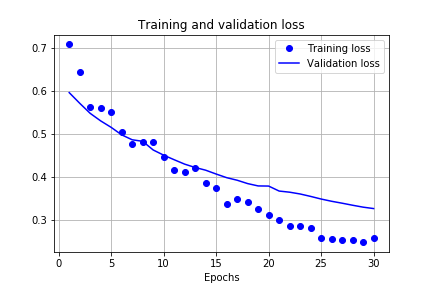 Training and validation loss
Training loss
Validation loss
0.7
0.6
0.5
0.4
0.3
0 5 10 15 20 25 30
Epochs